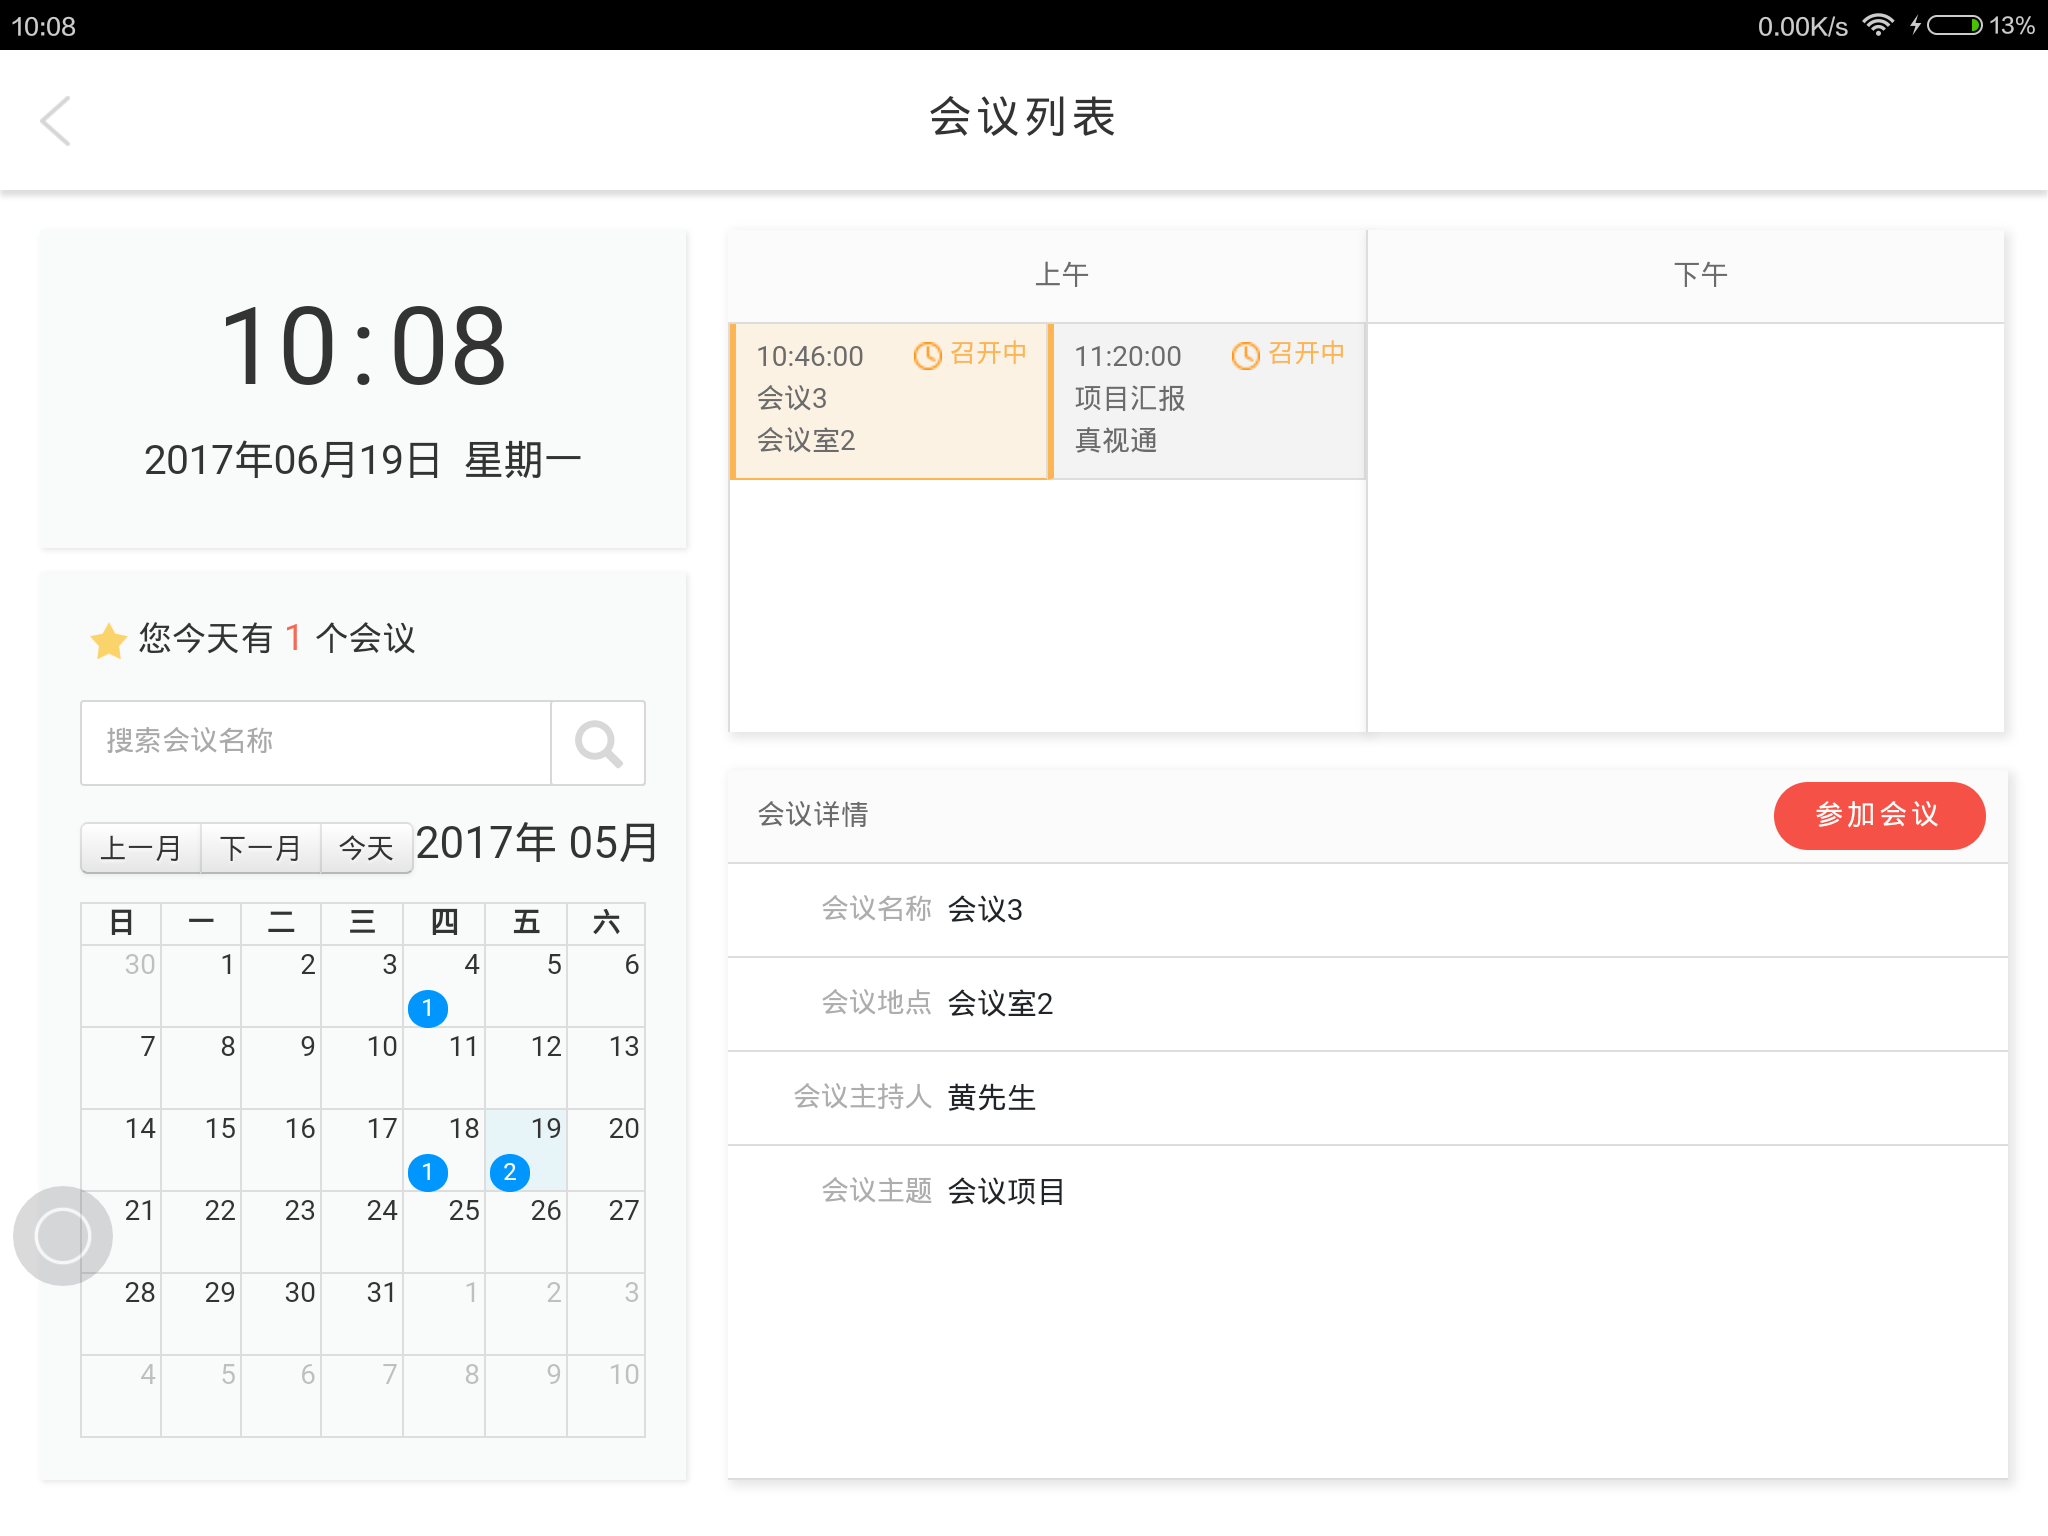 10:08
0.00K/s
13%
会议列表
10:08
2017年06月19日 星期一
您今天有 1 个会议
搜索会议名称
上一月 下一月 今天 2017年 05月
日 一 二 三 四 五 六
30 1 2 3 4 5 6
1
7 8 9 10 11 12 13
14 15 16 17 18 19 20
1 2
21 22 23 24 25 26 27
28 29 30 31 1 2 3
4 5 6 7 8 9 10
上午 下午
10:46:00 召开中
会议3
会议室2
11:20:00 召开中
项目汇报
真视通
会议详情 参加会议
会议名称 会议3
会议地点 会议室2
会议主持人 黄先生
会议主题 会议项目